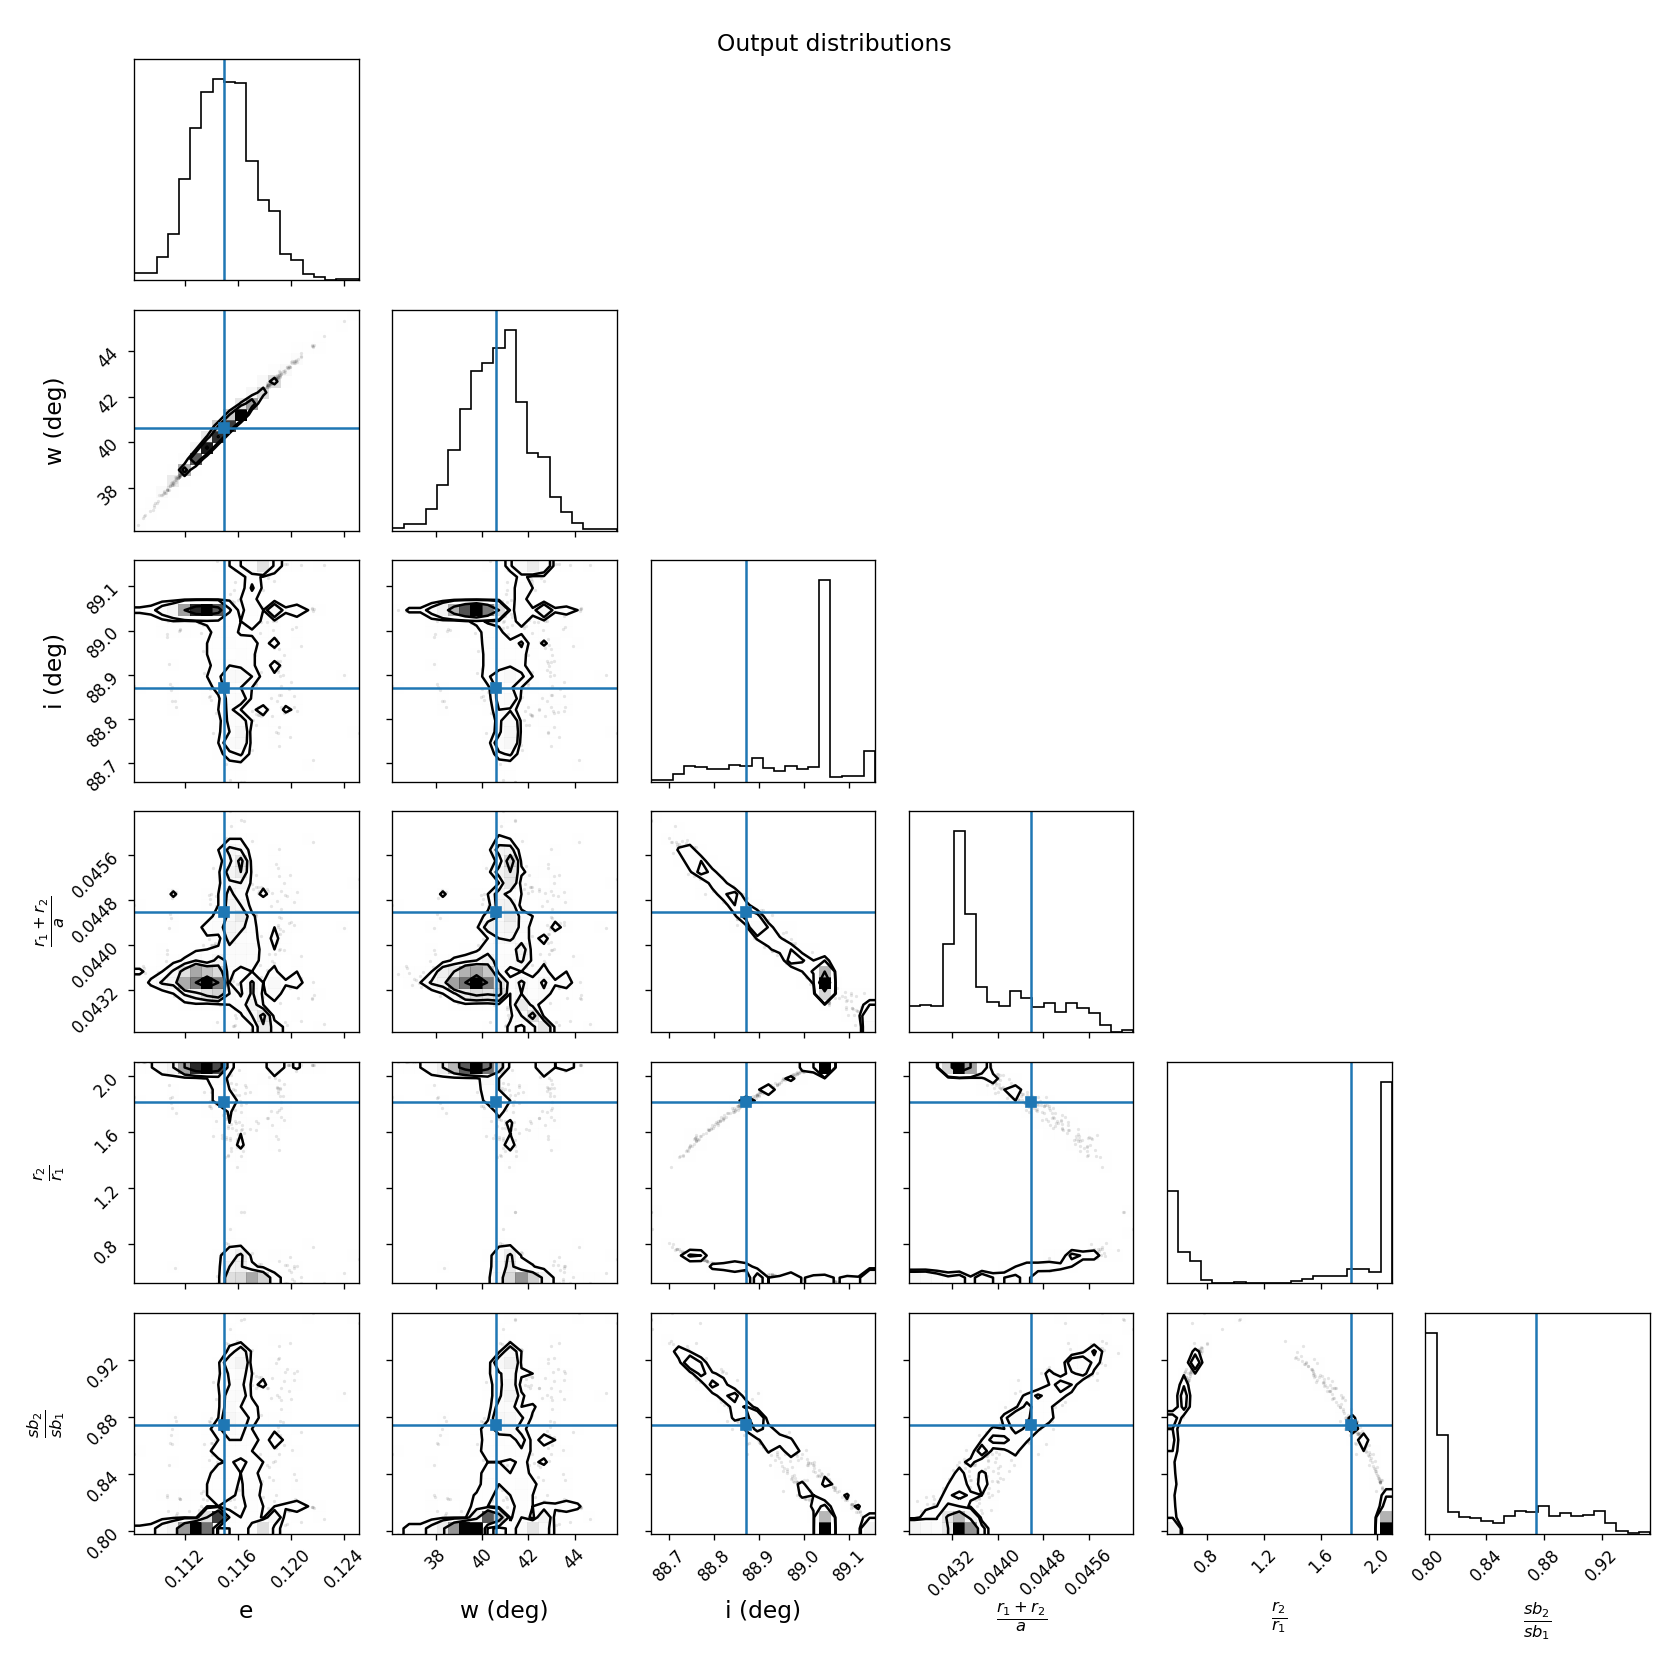 Output distributions
44
42
40
38
w (deg)
89.1
89.0
88.9
88.8
88.7
i (deg)
0.0456
0.0448
0.0440
0.0432
r₁ + r₂
a
2.0
1.6
1.2
0.8
r₂
r₁
0.92
0.88
0.84
0.80
sb₂
sb₁
0.112 0.116 0.120 0.124
38 40 42 44
88.7 88.8 88.9 89.0 89.1
0.0432 0.0440 0.0448 0.0456
0.8 1.2 1.6 2.0
0.80 0.84 0.88 0.92
e
w (deg)
i (deg)
r₁ + r₂
a
r₂
r₁
sb₂
sb₁